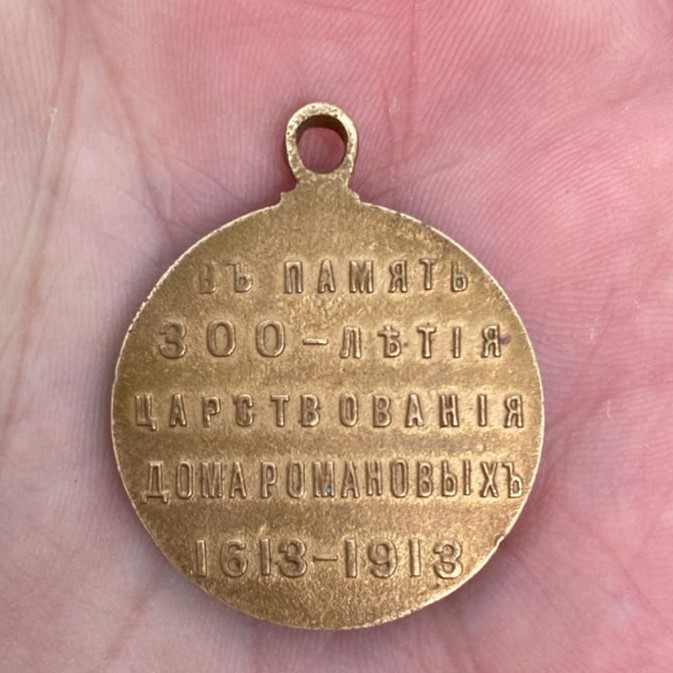 ВЪ ПАМЯТЬ
300-ЛѢТІЯ
ЦАРСТВОВАНІЯ
ДОМА РОМАНОВЫХЪ
1613-1913